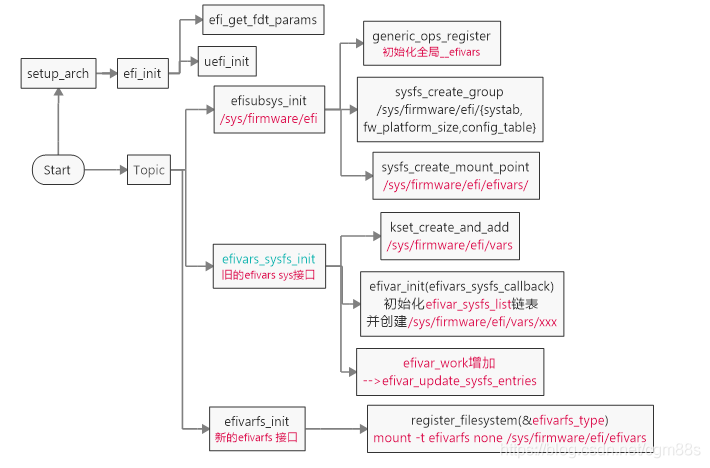 efi_get_fdt_params
setup_arch
efi_init
uefi_init
generic_ops_register
初始化全局__efivars
efisubsys_init
/sys/firmware/efi
sysfs_create_group
/sys/firmware/efi/{systab,
fw_platform_size,config_table}
Start
Topic
sysfs_create_mount_point
/sys/firmware/efi/efivars/
kset_create_and_add
/sys/firmware/efi/vars
efivars_sysfs_init
旧的efivars sys接口
efivar_init(efivars_sysfs_callback)
初始化efivar_sysfs_list链表
并创建/sys/firmware/efi/vars/xxx
efivar_work增加
-->efivar_update_sysfs_entries
efivarfs_init
新的efivarfs 接口
register_filesystem(&efivarfs_type)
mount -t efivarfs none /sys/firmware/efi/efivars